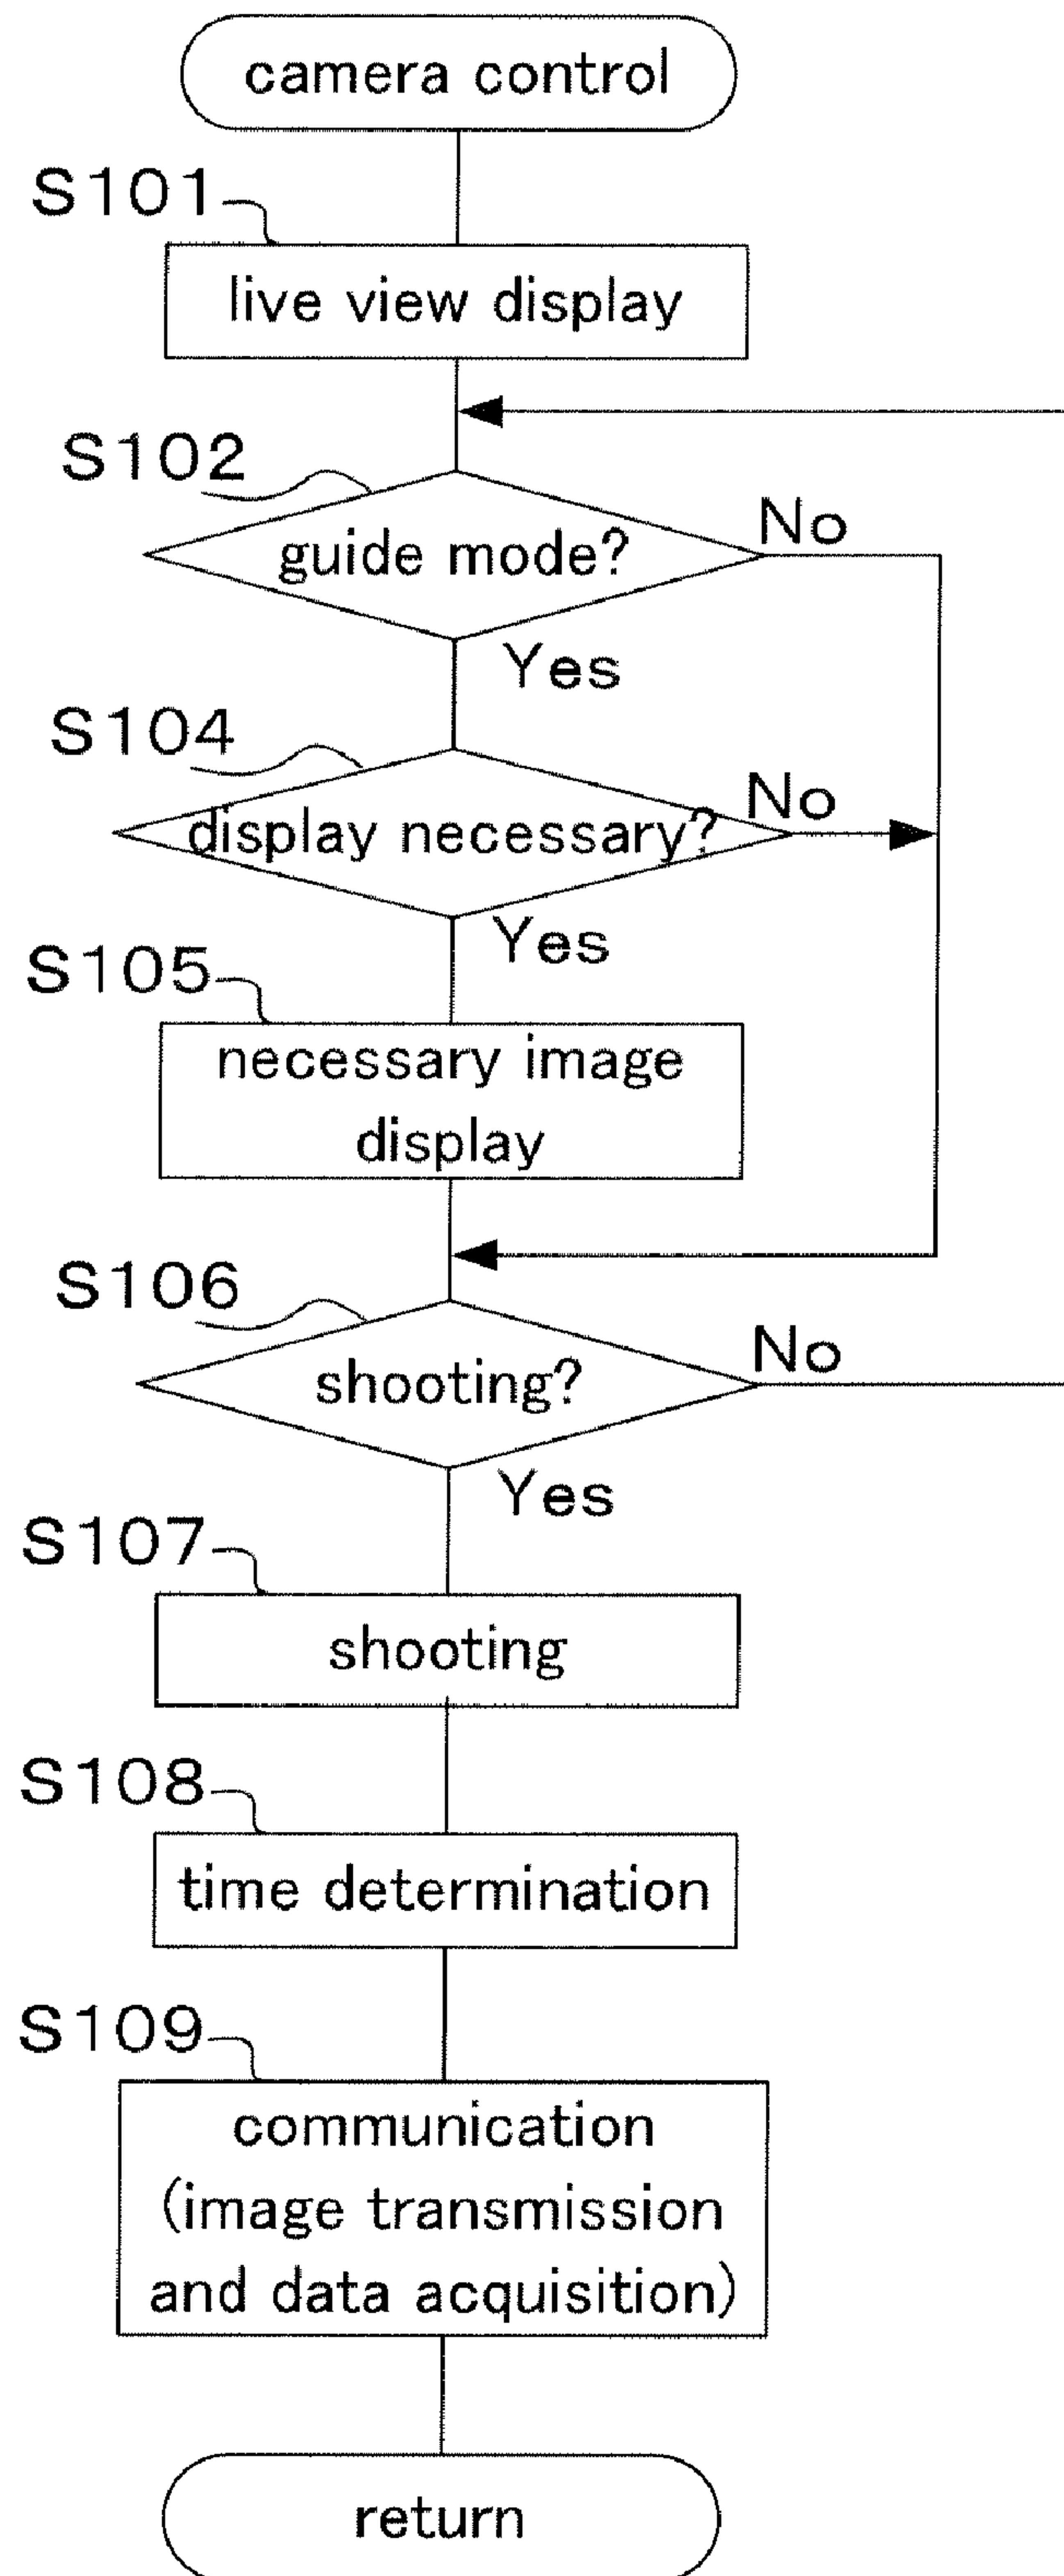 camera control
S101
live view display
S102
guide mode?
No
Yes
S104
display necessary?
No
Yes
S105
necessary image
display
S106
shooting?
No
Yes
S107
shooting
S108
time determination
S109
communication
(image transmission
and data acquisition)
return